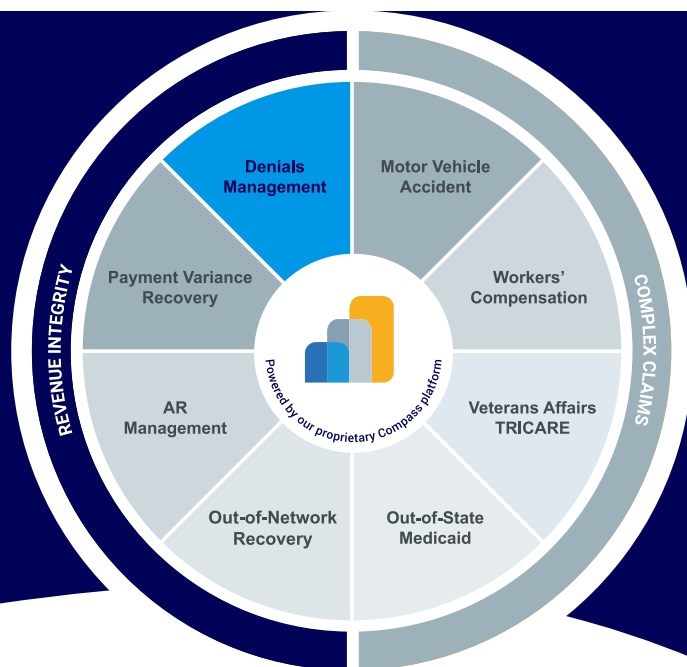 Denials
Management
Motor Vehicle
Accident
Payment Variance
Recovery
Workers’
Compensation
REVENUE INTEGRITY
COMPLEX CLAIMS
Powered by our proprietary Compass platform
AR
Management
Veterans Affairs
TRICARE
Out-of-Network
Recovery
Out-of-State
Medicaid